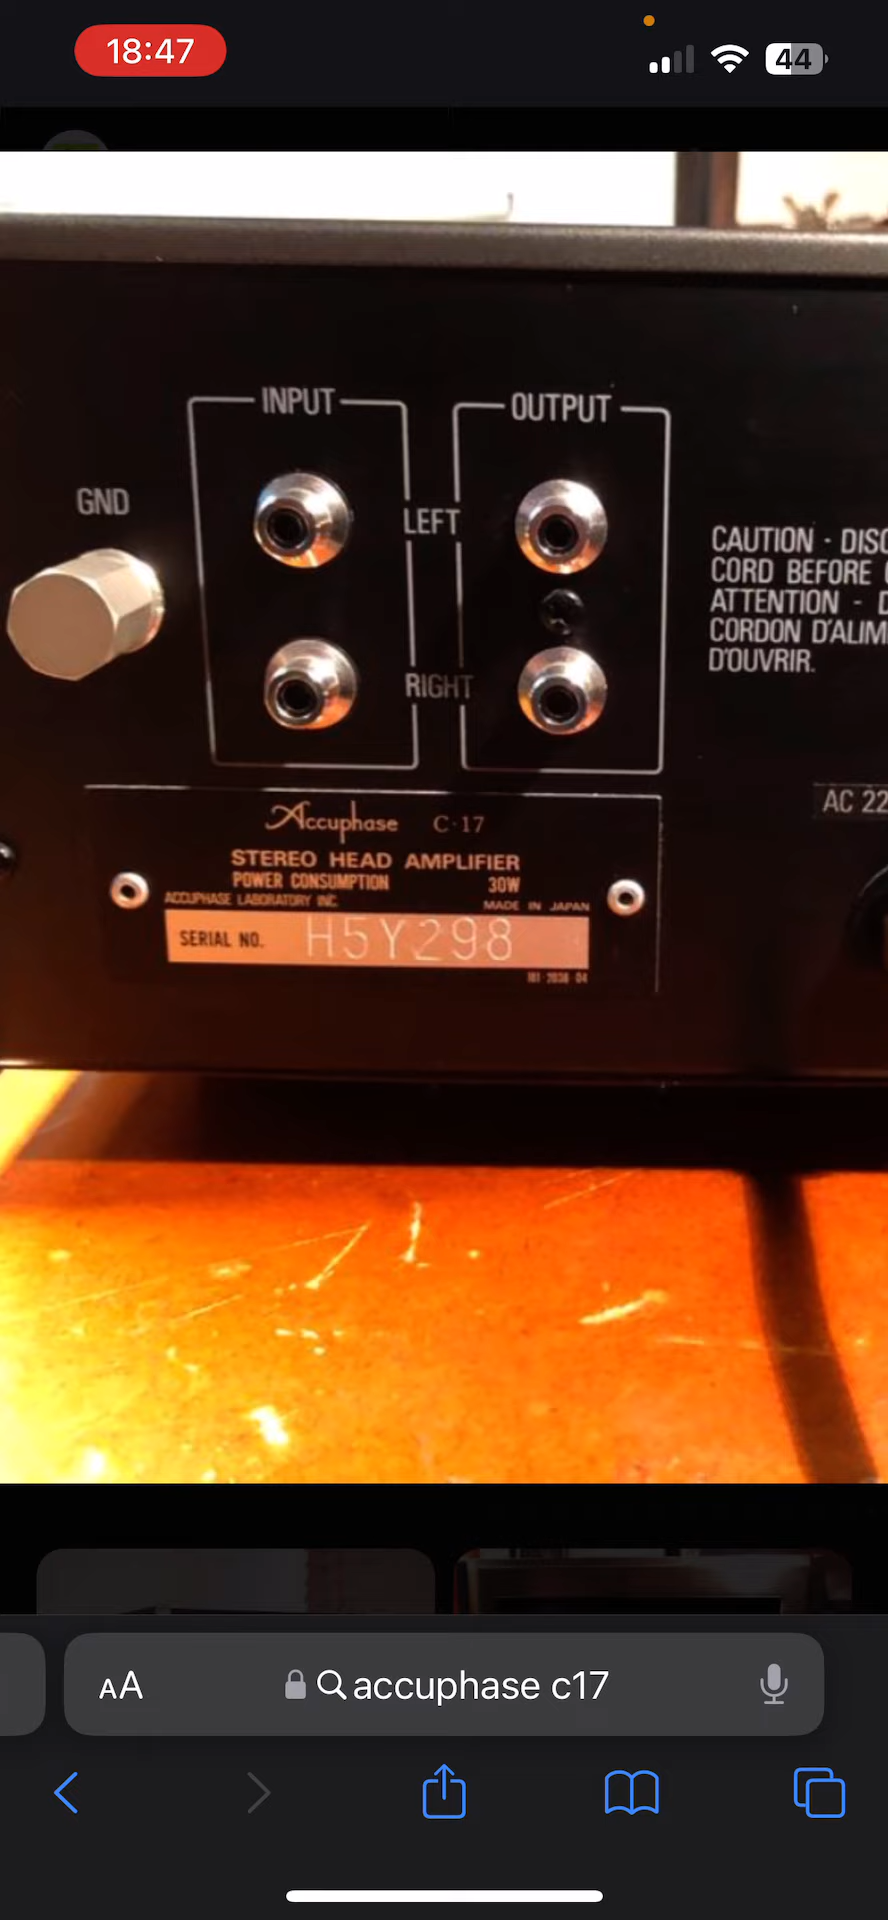 18:47
44
INPUT
OUTPUT
GND
LEFT
RIGHT
CAUTION - DISC
CORD BEFORE
ATTENTION - D
CORDON D'ALIM
D'OUVRIR.
AC 22
Accuphase C-17
STEREO HEAD AMPLIFIER
POWER CONSUMPTION 30W
ACCUPHASE LABORATORY INC. MADE IN JAPAN
SERIAL NO. H5Y298
AA accuphase c17